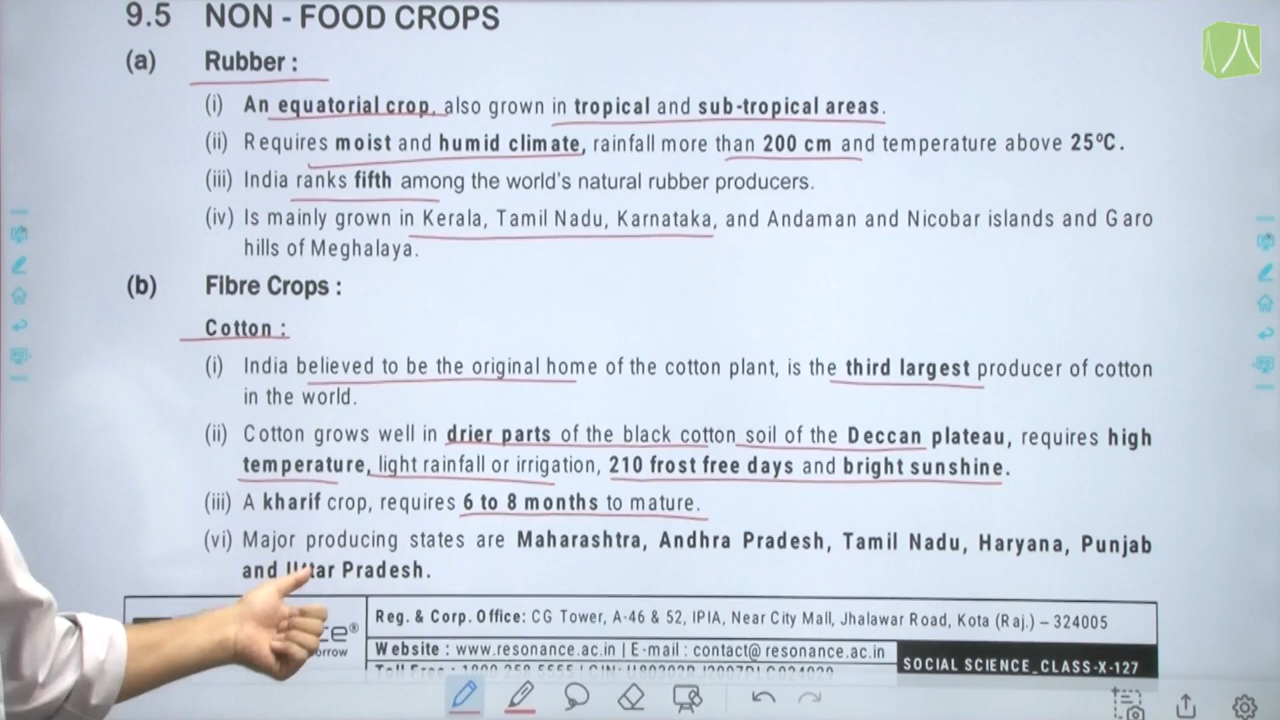 9.5 NON - FOOD CROPS
(a) Rubber :
(i) An equatorial crop, also grown in tropical and sub-tropical areas.
(ii) Requires moist and humid climate, rainfall more than 200 cm and temperature above 25ºC.
(iii) India ranks fifth among the world's natural rubber producers.
(iv) Is mainly grown in Kerala, Tamil Nadu, Karnataka, and Andaman and Nicobar islands and Garo
hills of Meghalaya.
(b) Fibre Crops :
Cotton :
(i) India believed to be the original home of the cotton plant, is the third largest producer of cotton
in the world.
(ii) Cotton grows well in drier parts of the black cotton soil of the Deccan plateau, requires high
temperature, light rainfall or irrigation, 210 frost free days and bright sunshine.
(iii) A kharif crop, requires 6 to 8 months to mature.
(vi) Major producing states are Maharashtra, Andhra Pradesh, Tamil Nadu, Haryana, Punjab
and Uttar Pradesh.
Reg. & Corp. Office: CG Tower, A-46 & 52, IPIA, Near City Mall, Jhalawar Road, Kota (Raj.) – 324005
Website : www.resonance.ac.in | E-mail : contact@resonance.ac.in
SOCIAL SCIENCE_CLASS-X-127